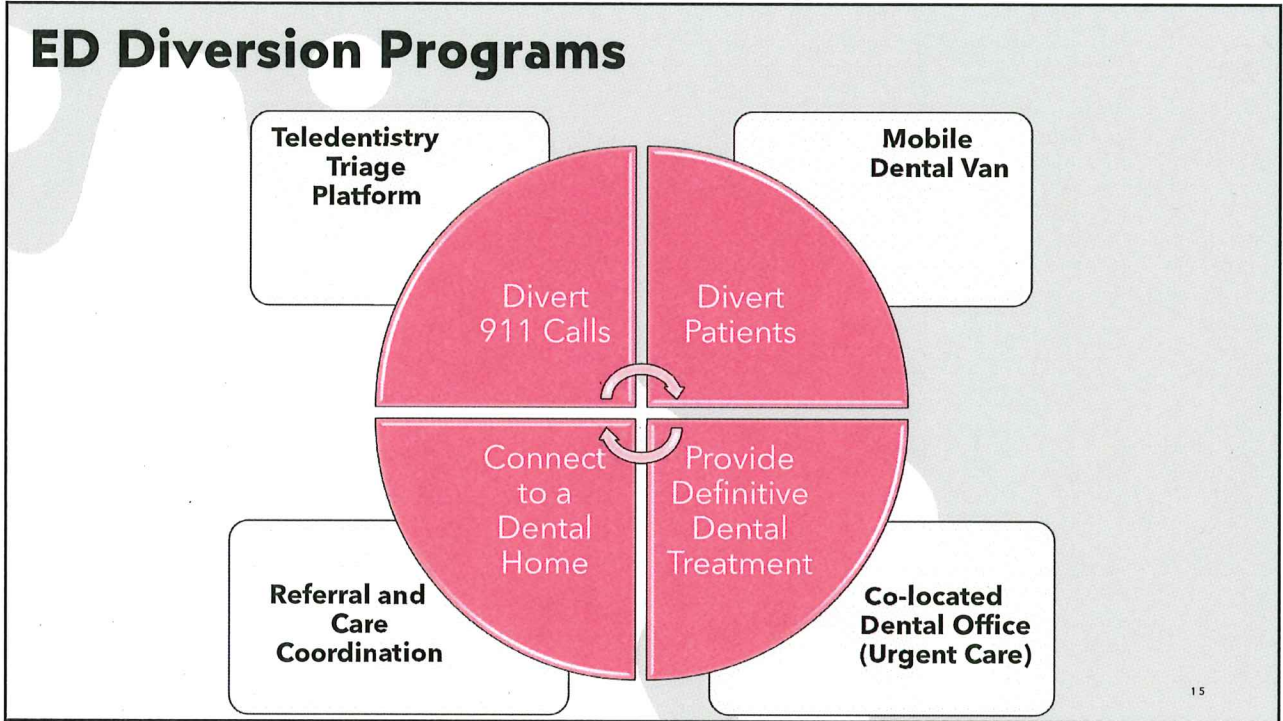 ED Diversion Programs
Teledentistry
Triage
Platform
Mobile
Dental Van
Divert
911 Calls
Divert
Patients
Connect
to a
Dental
Home
Provide
Definitive
Dental
Treatment
Referral and
Care
Coordination
Co-located
Dental Office
(Urgent Care)
15